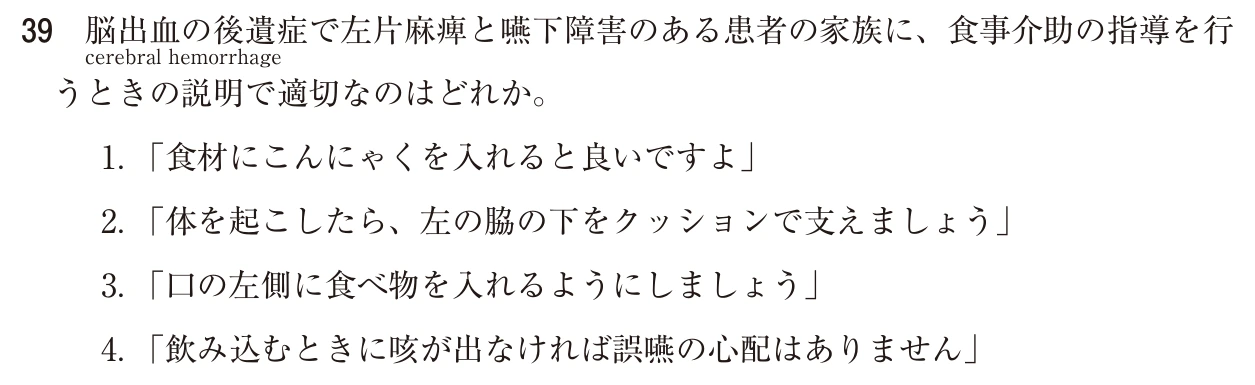 39 脳出血の後遺症で左片麻痺と嚥下障害のある患者の家族に、食事介助の指導を行
cerebral hemorrhage
うときの説明で適切なのはどれか。
1. 「食材にこんにゃくを入れると良いですよ」
2. 「体を起こしたら、左の脇の下をクッションで支えましょう」
3. 「口の左側に食べ物を入れるようにしましょう」
4. 「飲み込むときに咳が出なければ誤嚥の心配はありません」